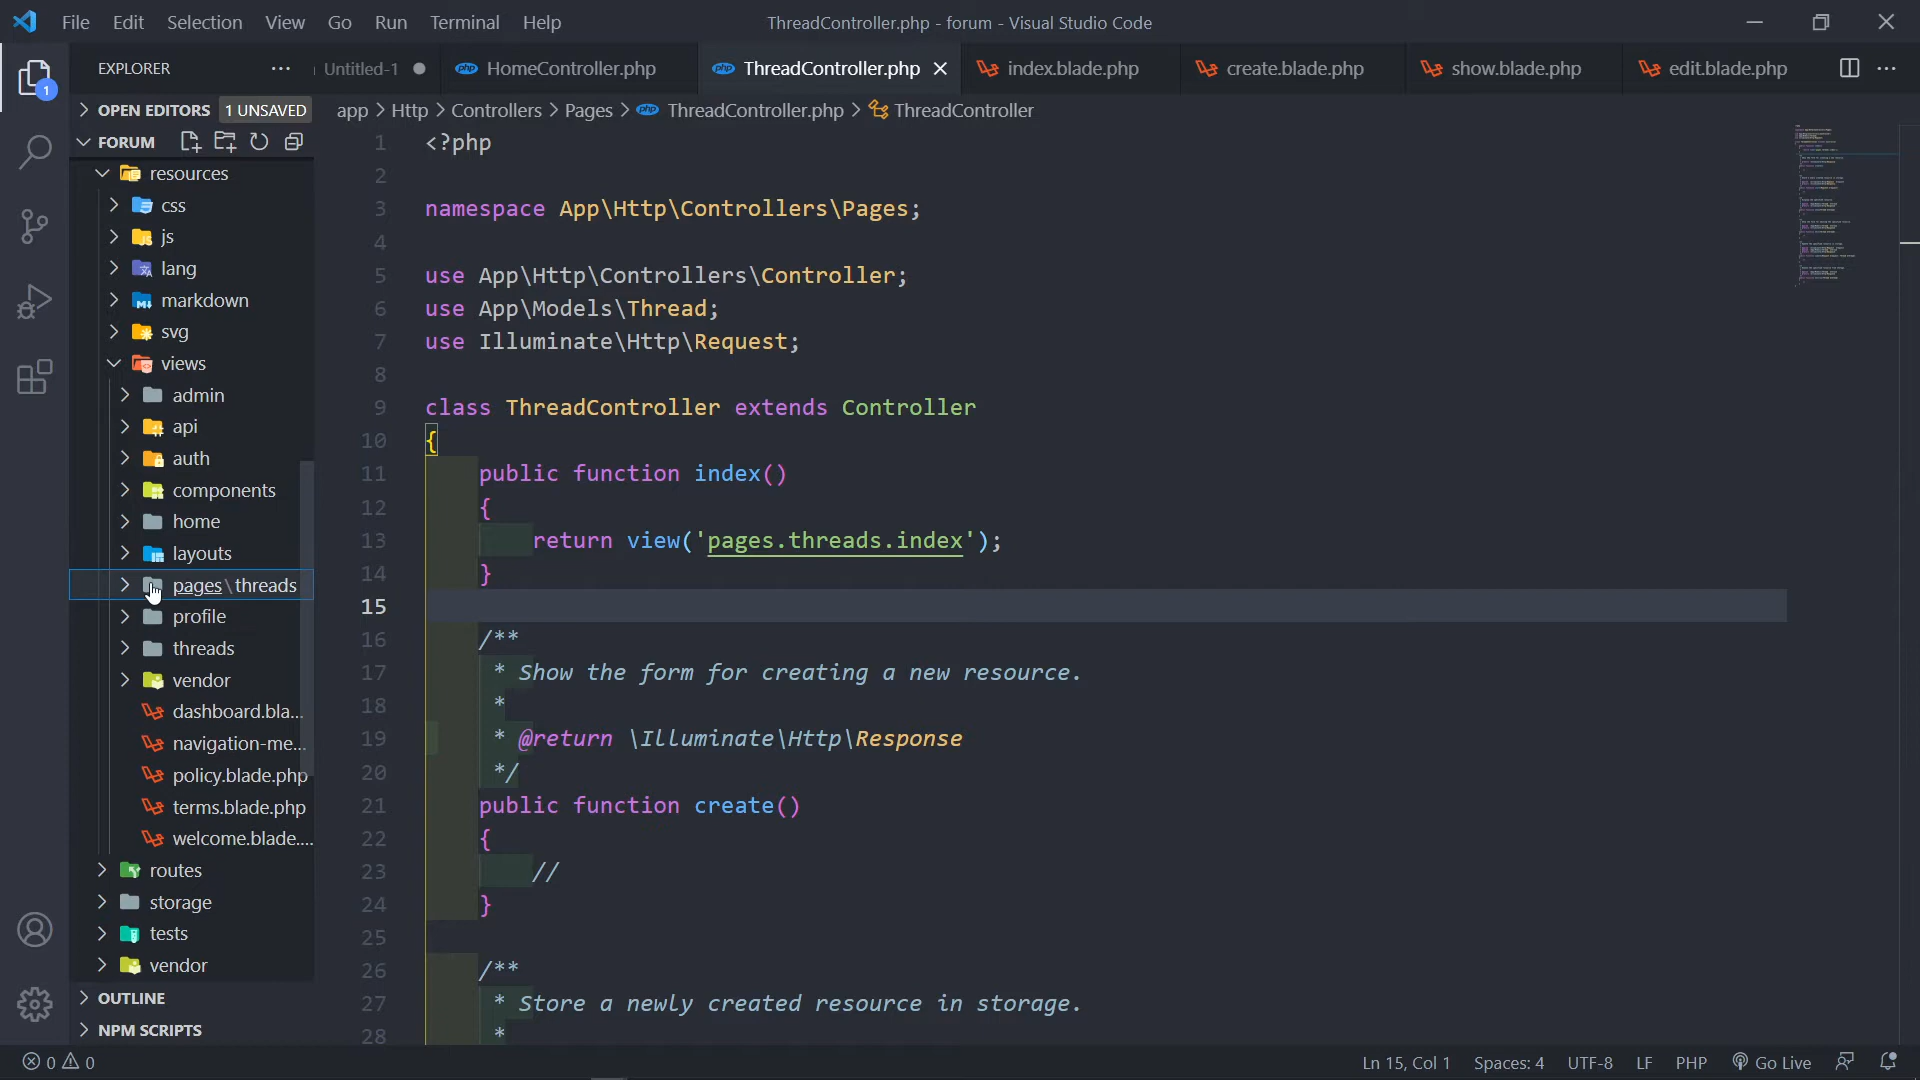 File Edit Selection View Go Run Terminal Help
ThreadController.php - forum - Visual Studio Code
EXPLORER
Untitled-1
HomeController.php
ThreadController.php
index.blade.php
create.blade.php
show.blade.php
edit.blade.php
OPEN EDITORS 1 UNSAVED
app > Http > Controllers > Pages > ThreadController.php > ThreadController
FORUM
resources
css
js
lang
markdown
svg
views
admin
api
auth
components
home
layouts
pages\threads
profile
threads
vendor
dashboard.bla...
navigation-me...
policy.blade.php
terms.blade.php
welcome.blade....
routes
storage
tests
vendor
OUTLINE
NPM SCRIPTS
1 <?php
2
3 namespace App\Http\Controllers\Pages;
4
5 use App\Http\Controllers\Controller;
6 use App\Models\Thread;
7 use Illuminate\Http\Request;
8
9 class ThreadController extends Controller
10 {
11 public function index()
12 {
13 return view('pages.threads.index');
14 }
15
16 /**
17 * Show the form for creating a new resource.
18 *
19 * @return \Illuminate\Http\Response
20 */
21 public function create()
22 {
23 //
24 }
25
26 /**
27 * Store a newly created resource in storage.
28 *
1
0 0
Ln 15, Col 1 Spaces: 4 UTF-8 LF PHP Go Live